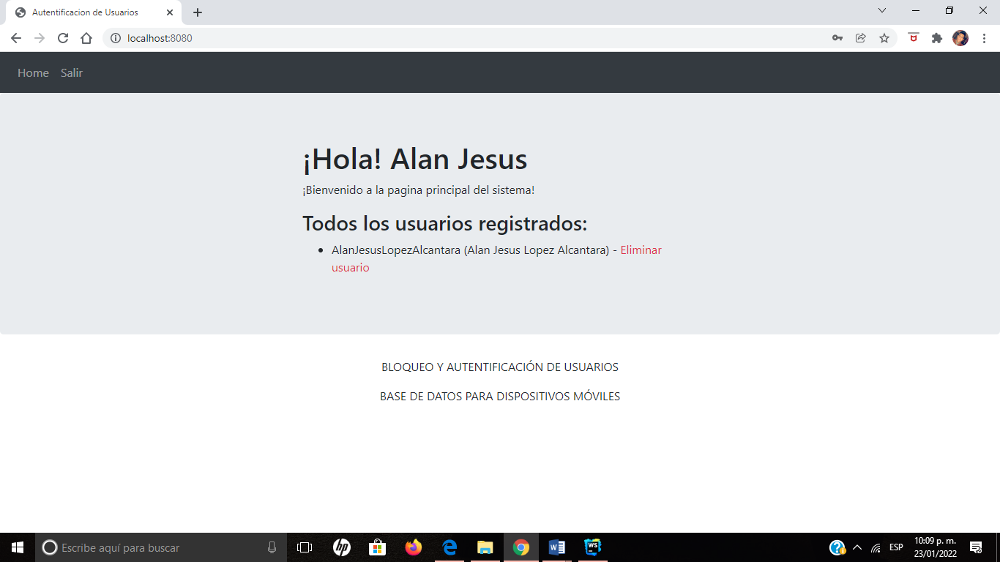 Autentificacion de Usuarios
localhost:8080
Home Salir
¡Hola! Alan Jesus
¡Bienvenido a la pagina principal del sistema!
Todos los usuarios registrados:
AlanJesusLopezAlcantara (Alan Jesus Lopez Alcantara) - Eliminar
usuario
BLOQUEO Y AUTENTIFICACIÓN DE USUARIOS
BASE DE DATOS PARA DISPOSITIVOS MÓVILES
Escribe aquí para buscar
hp
WS
ESP
10:09 p. m.
23/01/2022